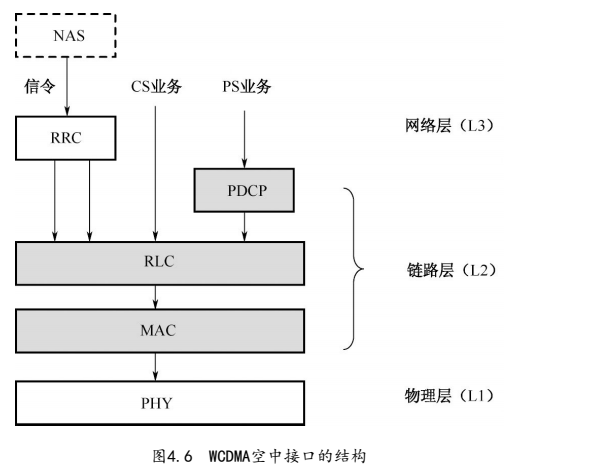 NAS
信令
CS业务
PS业务
网络层（L3）
RRC
PDCP
RLC
链路层（L2）
MAC
物理层（L1）
PHY
图4.6 WCDMA空中接口的结构